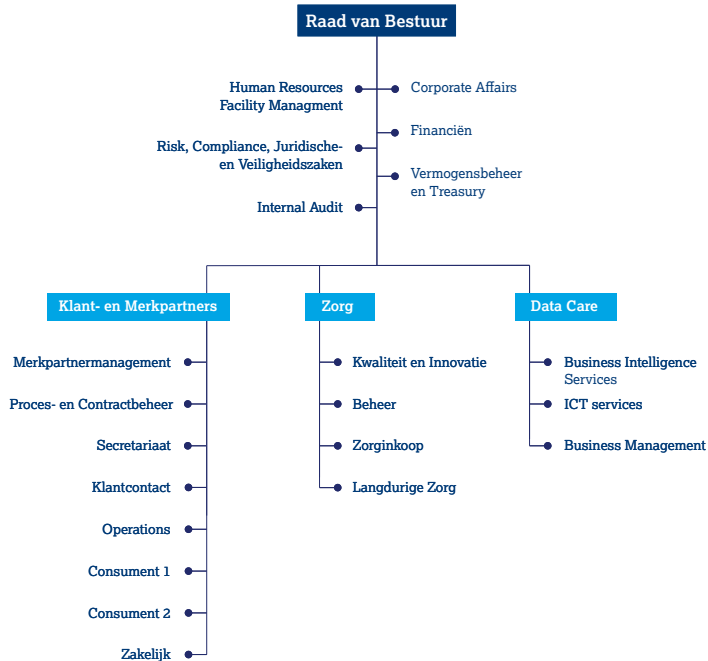 Raad van Bestuur
Human Resources
Facility Managment
Corporate Affairs
Financiën
Risk, Compliance, Juridische-
en Veiligheidszaken
Vermogensbeheer
en Treasury
Internal Audit
Klant- en Merkpartners
Merkpartnermanagement
Proces- en Contractbeheer
Secretariaat
Klantcontact
Operations
Consument 1
Consument 2
Zakelijk
Zorg
Kwaliteit en Innovatie
Beheer
Zorginkoop
Langdurige Zorg
Data Care
Business Intelligence
Services
ICT services
Business Management